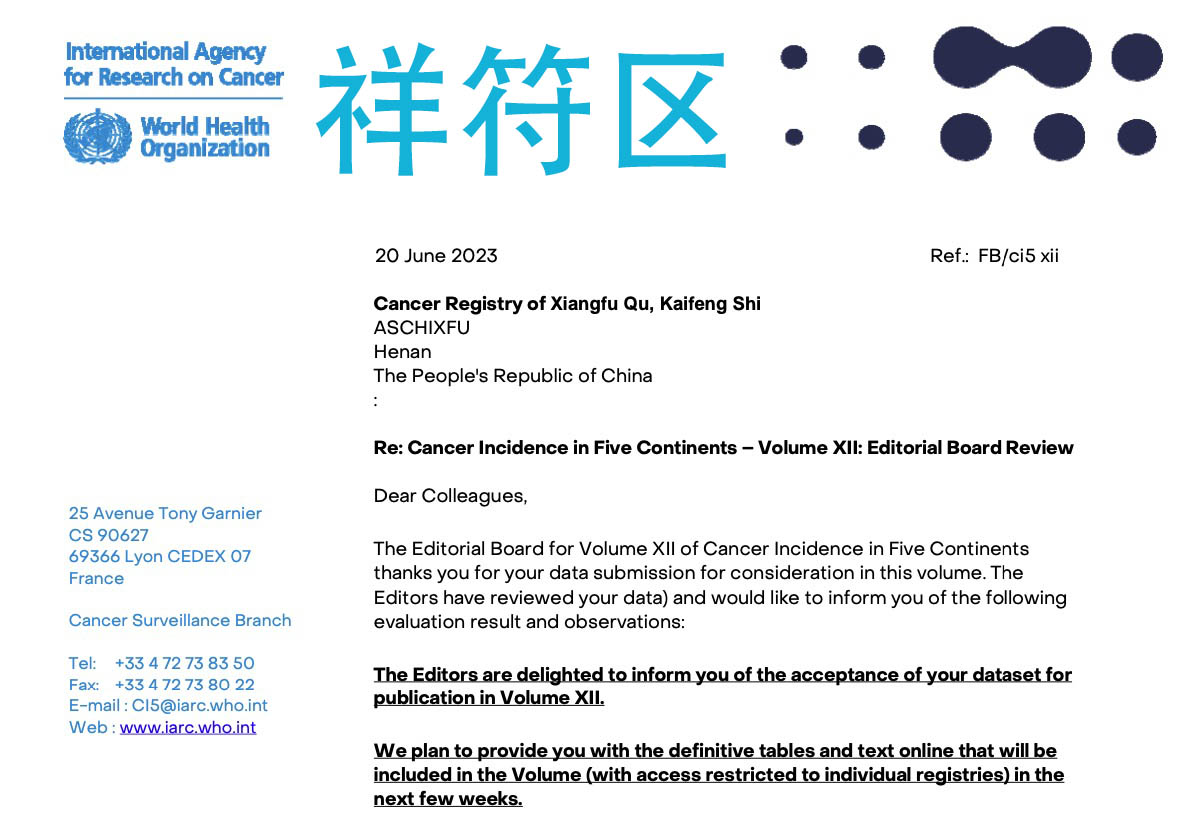 International Agency
for Research on Cancer
World Health
Organization
祥符区
20 June 2023
Ref.: FB/ci5 xii
Cancer Registry of Xiangfu Qu, Kaifeng Shi
ASCHIXFU
Henan
The People's Republic of China
:
Re: Cancer Incidence in Five Continents – Volume XII: Editorial Board Review
Dear Colleagues,
The Editorial Board for Volume XII of Cancer Incidence in Five Continents
thanks you for your data submission for consideration in this volume. The
Editors have reviewed your data) and would like to inform you of the following
evaluation result and observations:
The Editors are delighted to inform you of the acceptance of your dataset for
publication in Volume XII.
We plan to provide you with the definitive tables and text online that will be
included in the Volume (with access restricted to individual registries) in the
next few weeks.
25 Avenue Tony Garnier
CS 90627
69366 Lyon CEDEX 07
France
Cancer Surveillance Branch
Tel: +33 4 72 73 83 50
Fax: +33 4 72 73 80 22
E-mail : CI5@iarc.who.int
Web : www.iarc.who.int